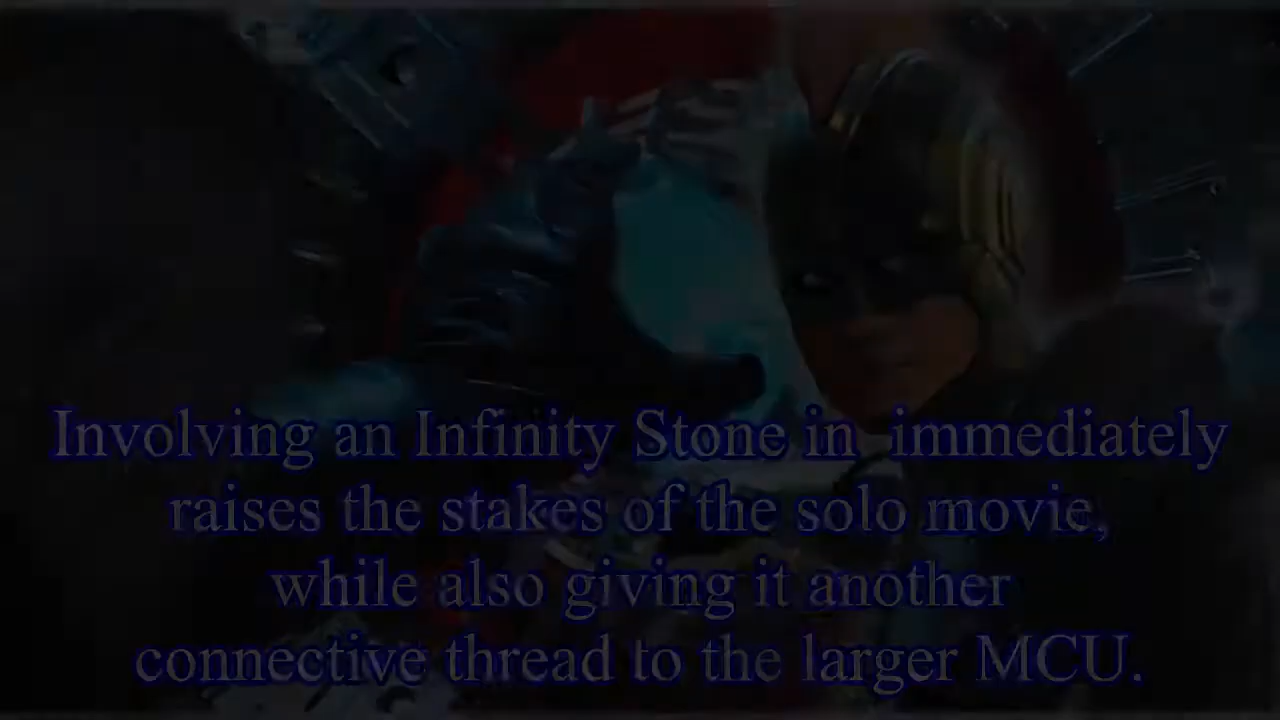 Involving an Infinity Stone in  immediately
raises the stakes of the solo movie,
while also giving it another
connective thread to the larger MCU.